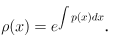 ρ(x) = e^{∫ p(x)dx}.